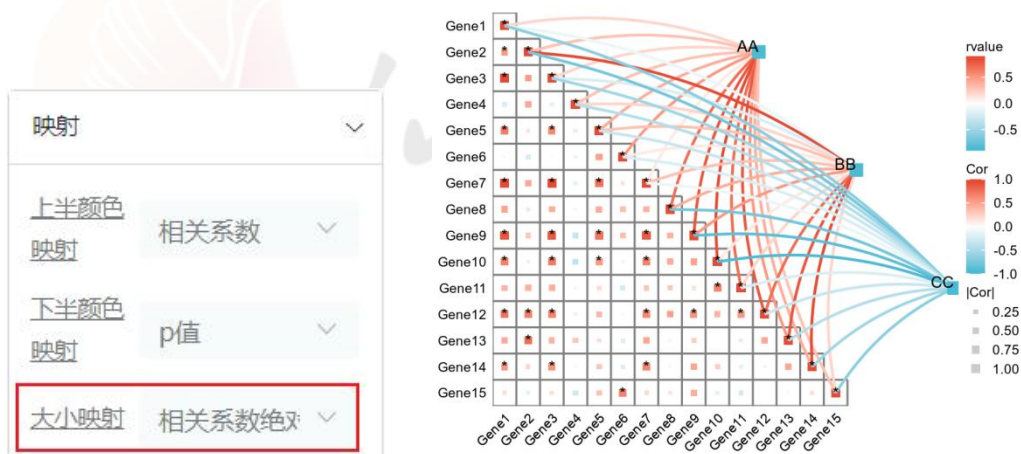 映射
上半颜色
映射
相关系数
下半颜色
映射
p值
大小映射
相关系数绝对
Gene1
Gene2
Gene3
Gene4
Gene5
Gene6
Gene7
Gene8
Gene9
Gene10
Gene11
Gene12
Gene13
Gene14
Gene15
Gene1
Gene2
Gene3
Gene4
Gene5
Gene6
Gene7
Gene8
Gene9
Gene10
Gene11
Gene12
Gene13
Gene14
Gene15
AA
BB
CC
rvalue
0.5
0.0
-0.5
Cor
1.0
0.5
0.0
-0.5
-1.0
|Cor|
0.25
0.50
0.75
1.00